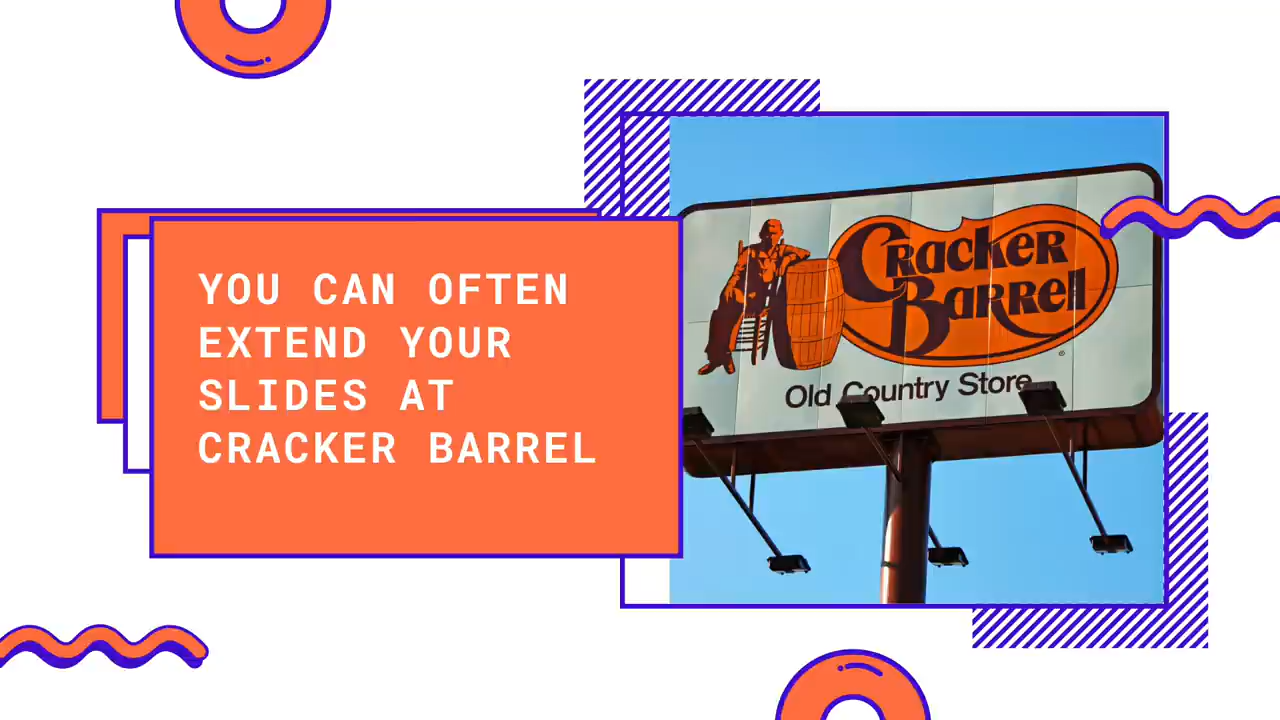 YOU CAN OFTEN
EXTEND YOUR
SLIDES AT
CRACKER BARREL
Cracker
Barrel
®
Old Country Store